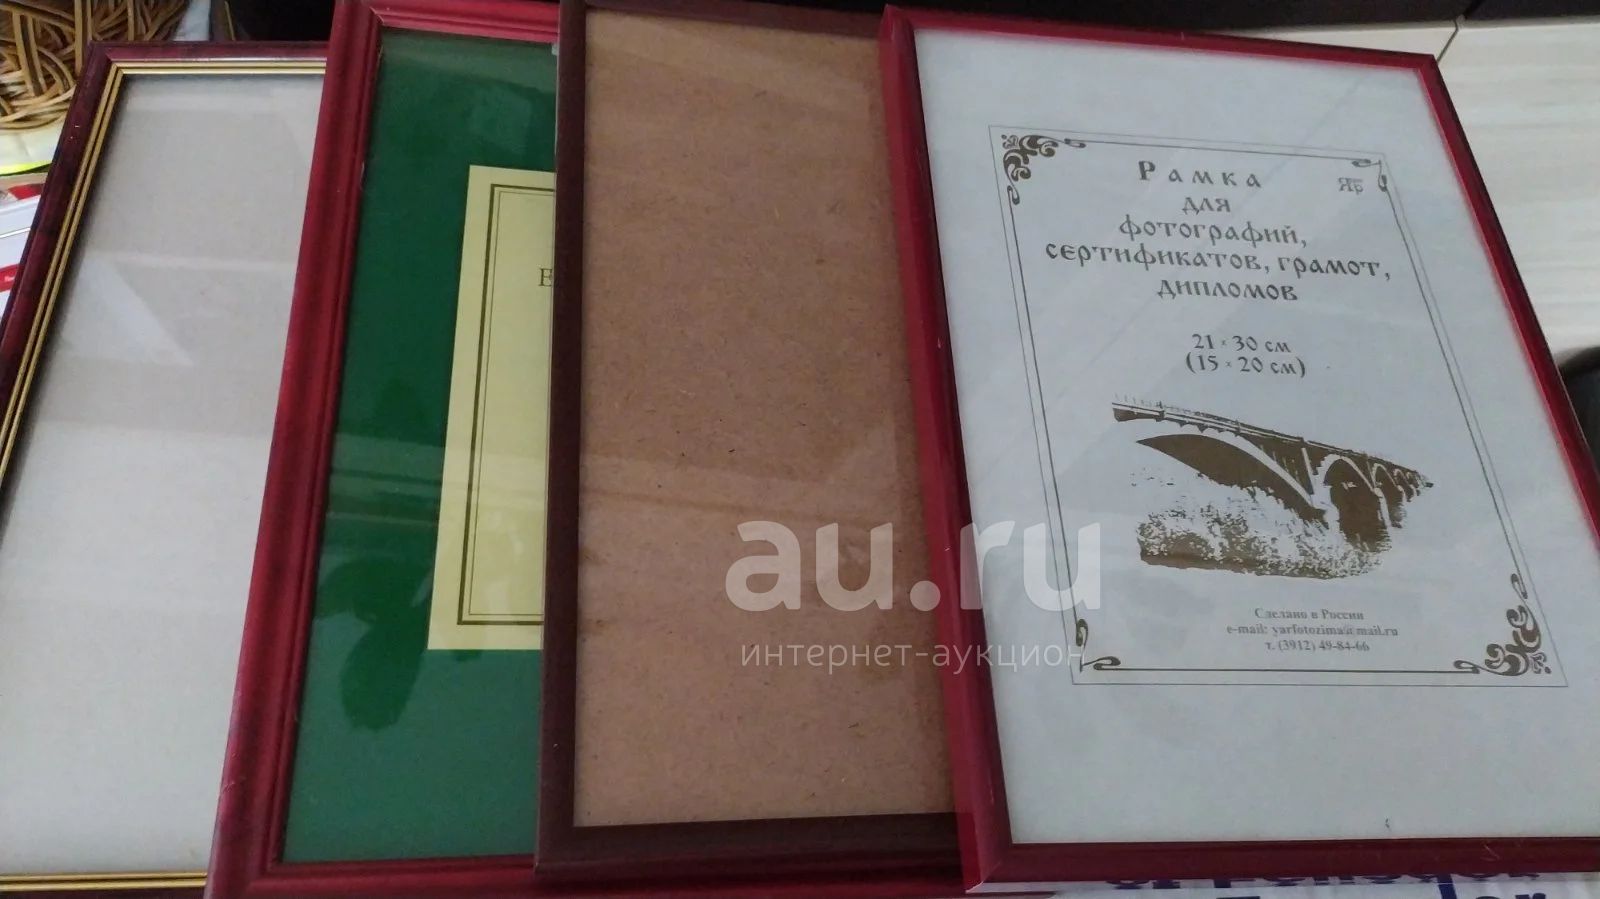 Рамка
Яр
для
фотографий,
сертификатов, грамот,
дипломов
21 × 30 см
(15 × 20 см)
Сделано в России
e-mail: yarfotozima@mail.ru
т. (3912) 49-84-66
E
au.ru
интернет-аукцион